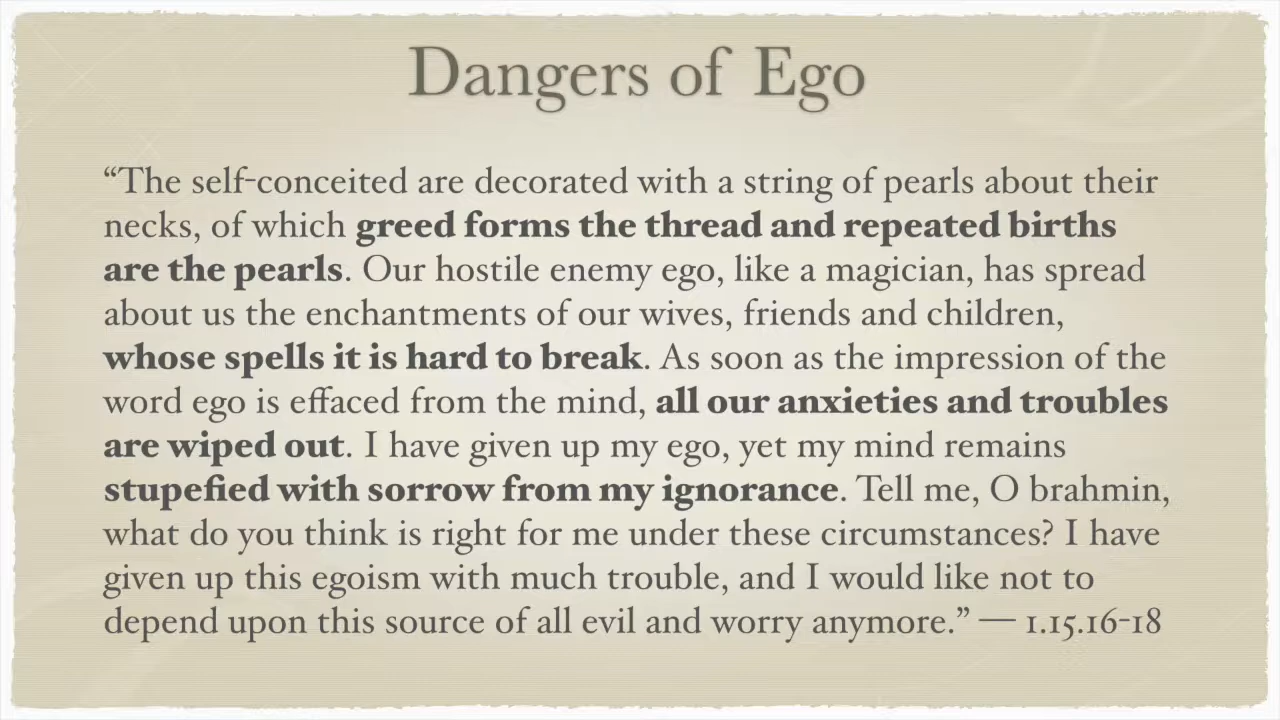 Dangers of Ego
“The self-conceited are decorated with a string of pearls about their
necks, of which greed forms the thread and repeated births
are the pearls. Our hostile enemy ego, like a magician, has spread
about us the enchantments of our wives, friends and children,
whose spells it is hard to break. As soon as the impression of the
word ego is effaced from the mind, all our anxieties and troubles
are wiped out. I have given up my ego, yet my mind remains
stupefied with sorrow from my ignorance. Tell me, O brahmin,
what do you think is right for me under these circumstances? I have
given up this egoism with much trouble, and I would like not to
depend upon this source of all evil and worry anymore.” — 1.15.16-18